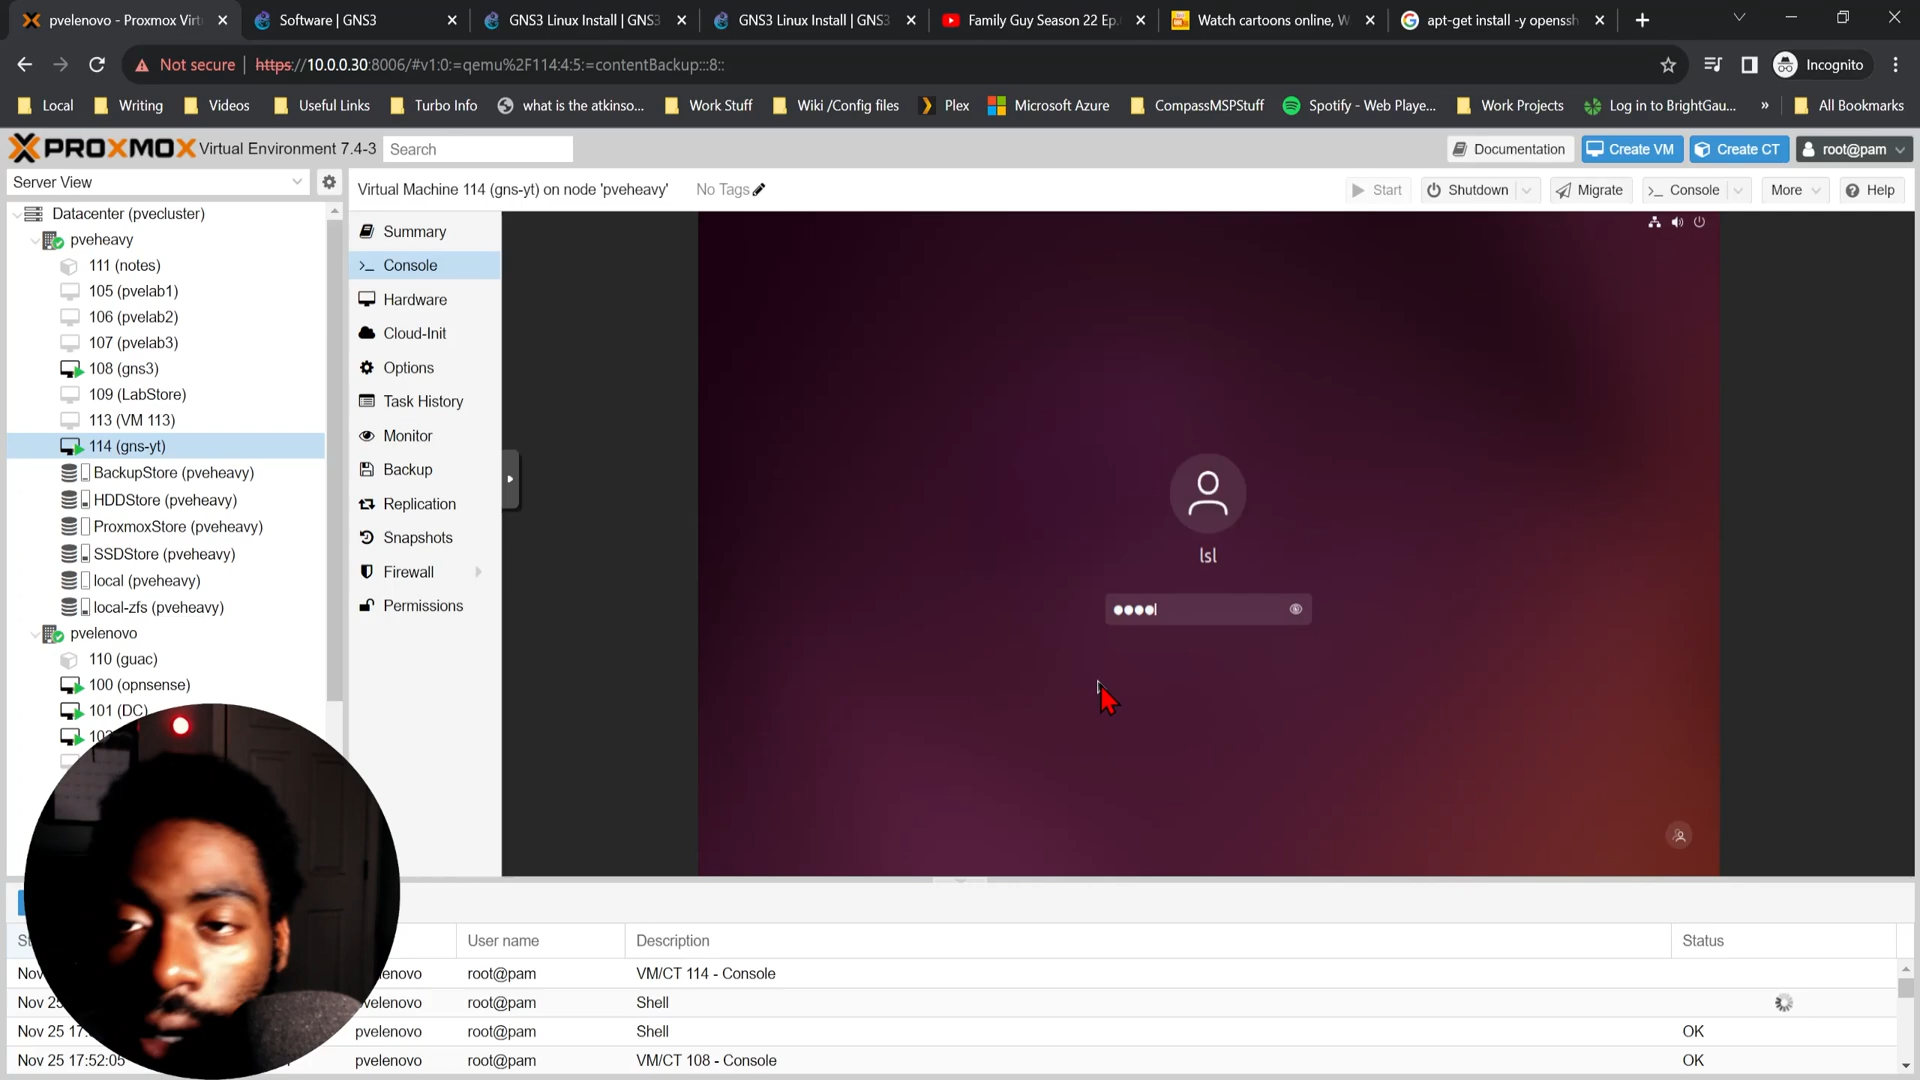 pvelenovo - Proxmox Virt
Software | GNS3
GNS3 Linux Install | GNS3
GNS3 Linux Install | GNS3
Family Guy Season 22 Ep.
Watch cartoons online, W
apt-get install -y openssh
Not secure
https://10.0.0.30:8006/#v1:0:=qemu%2F114:4:5:=contentBackup:::8::
Incognito
Local
Writing
Videos
Useful Links
Turbo Info
what is the atkinso...
Work Stuff
Wiki /Config files
Plex
Microsoft Azure
CompassMSPStuff
Spotify - Web Playe...
Work Projects
Log in to BrightGau...
»
All Bookmarks
PROXMOX
Virtual Environment 7.4-3
Search
Documentation
Create VM
Create CT
root@pam
Server View
Virtual Machine 114 (gns-yt) on node 'pveheavy'
No Tags
Start
Shutdown
Migrate
Console
More
Help
Datacenter (pvecluster)
pveheavy
111 (notes)
105 (pvelab1)
106 (pvelab2)
107 (pvelab3)
108 (gns3)
109 (LabStore)
113 (VM 113)
114 (gns-yt)
BackupStore (pveheavy)
HDDStore (pveheavy)
ProxmoxStore (pveheavy)
SSDStore (pveheavy)
local (pveheavy)
local-zfs (pveheavy)
pvelenovo
110 (guac)
100 (opnsense)
101 (DC)
Summary
Console
Hardware
Cloud-Init
Options
Task History
Monitor
Backup
Replication
Snapshots
Firewall
Permissions
lsl
User name
Description
Status
Nov
enovo
root@pam
VM/CT 114 - Console
Nov 25
velenovo
root@pam
Shell
Nov 25 17:
pvelenovo
root@pam
Shell
OK
Nov 25 17:52:05
pvelenovo
root@pam
VM/CT 108 - Console
OK